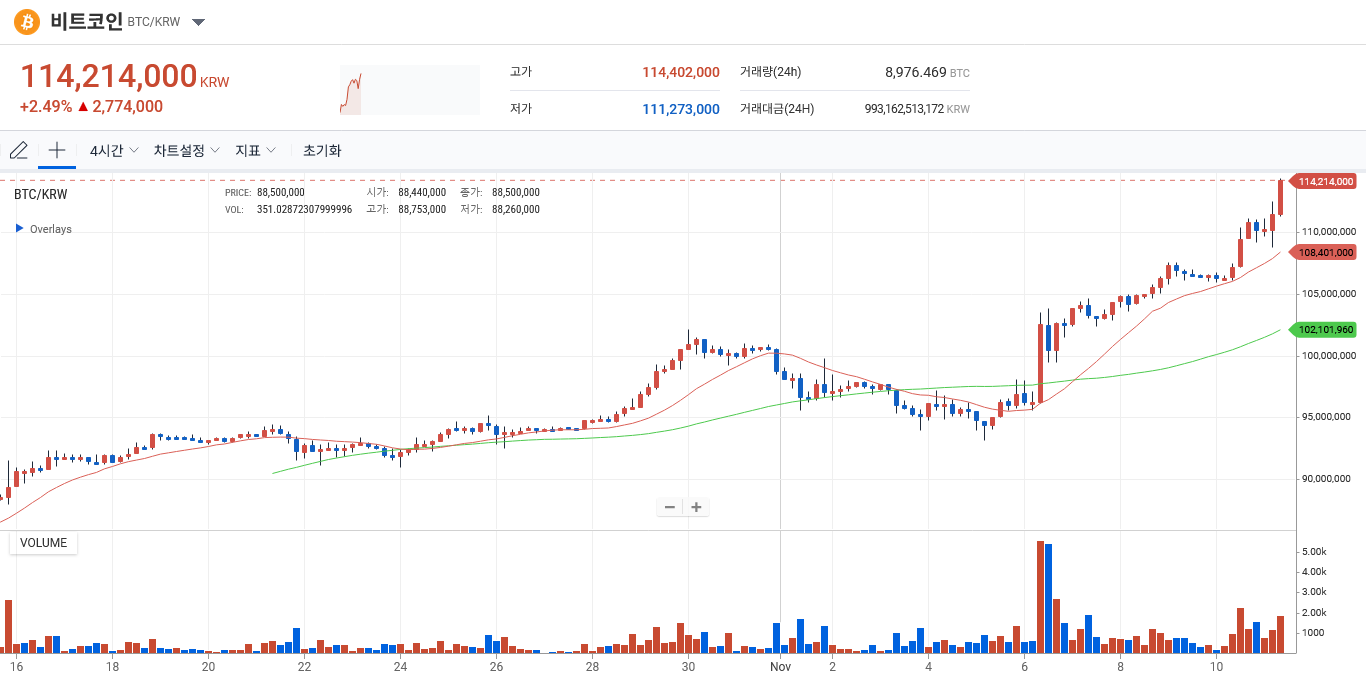 비트코인 BTC/KRW
114,214,000 KRW
+2.49% ▲ 2,774,000
고가 114,402,000 거래량(24h) 8,976.469 BTC
저가 111,273,000 거래대금(24H) 993,162,513,172 KRW
4시간 차트설정 지표 초기화
BTC/KRW
PRICE: 88,500,000 시가: 88,440,000 종가: 88,500,000
VOL: 351.02872307999996 고가: 88,753,000 저가: 88,260,000
Overlays
114,214,000
110,000,000
108,401,000
105,000,000
102,101,960
100,000,000
95,000,000
90,000,000
VOLUME
5.00k
4.00k
3.00k
2.00k
1000
16 18 20 22 24 26 28 30 Nov 2 4 6 8 10